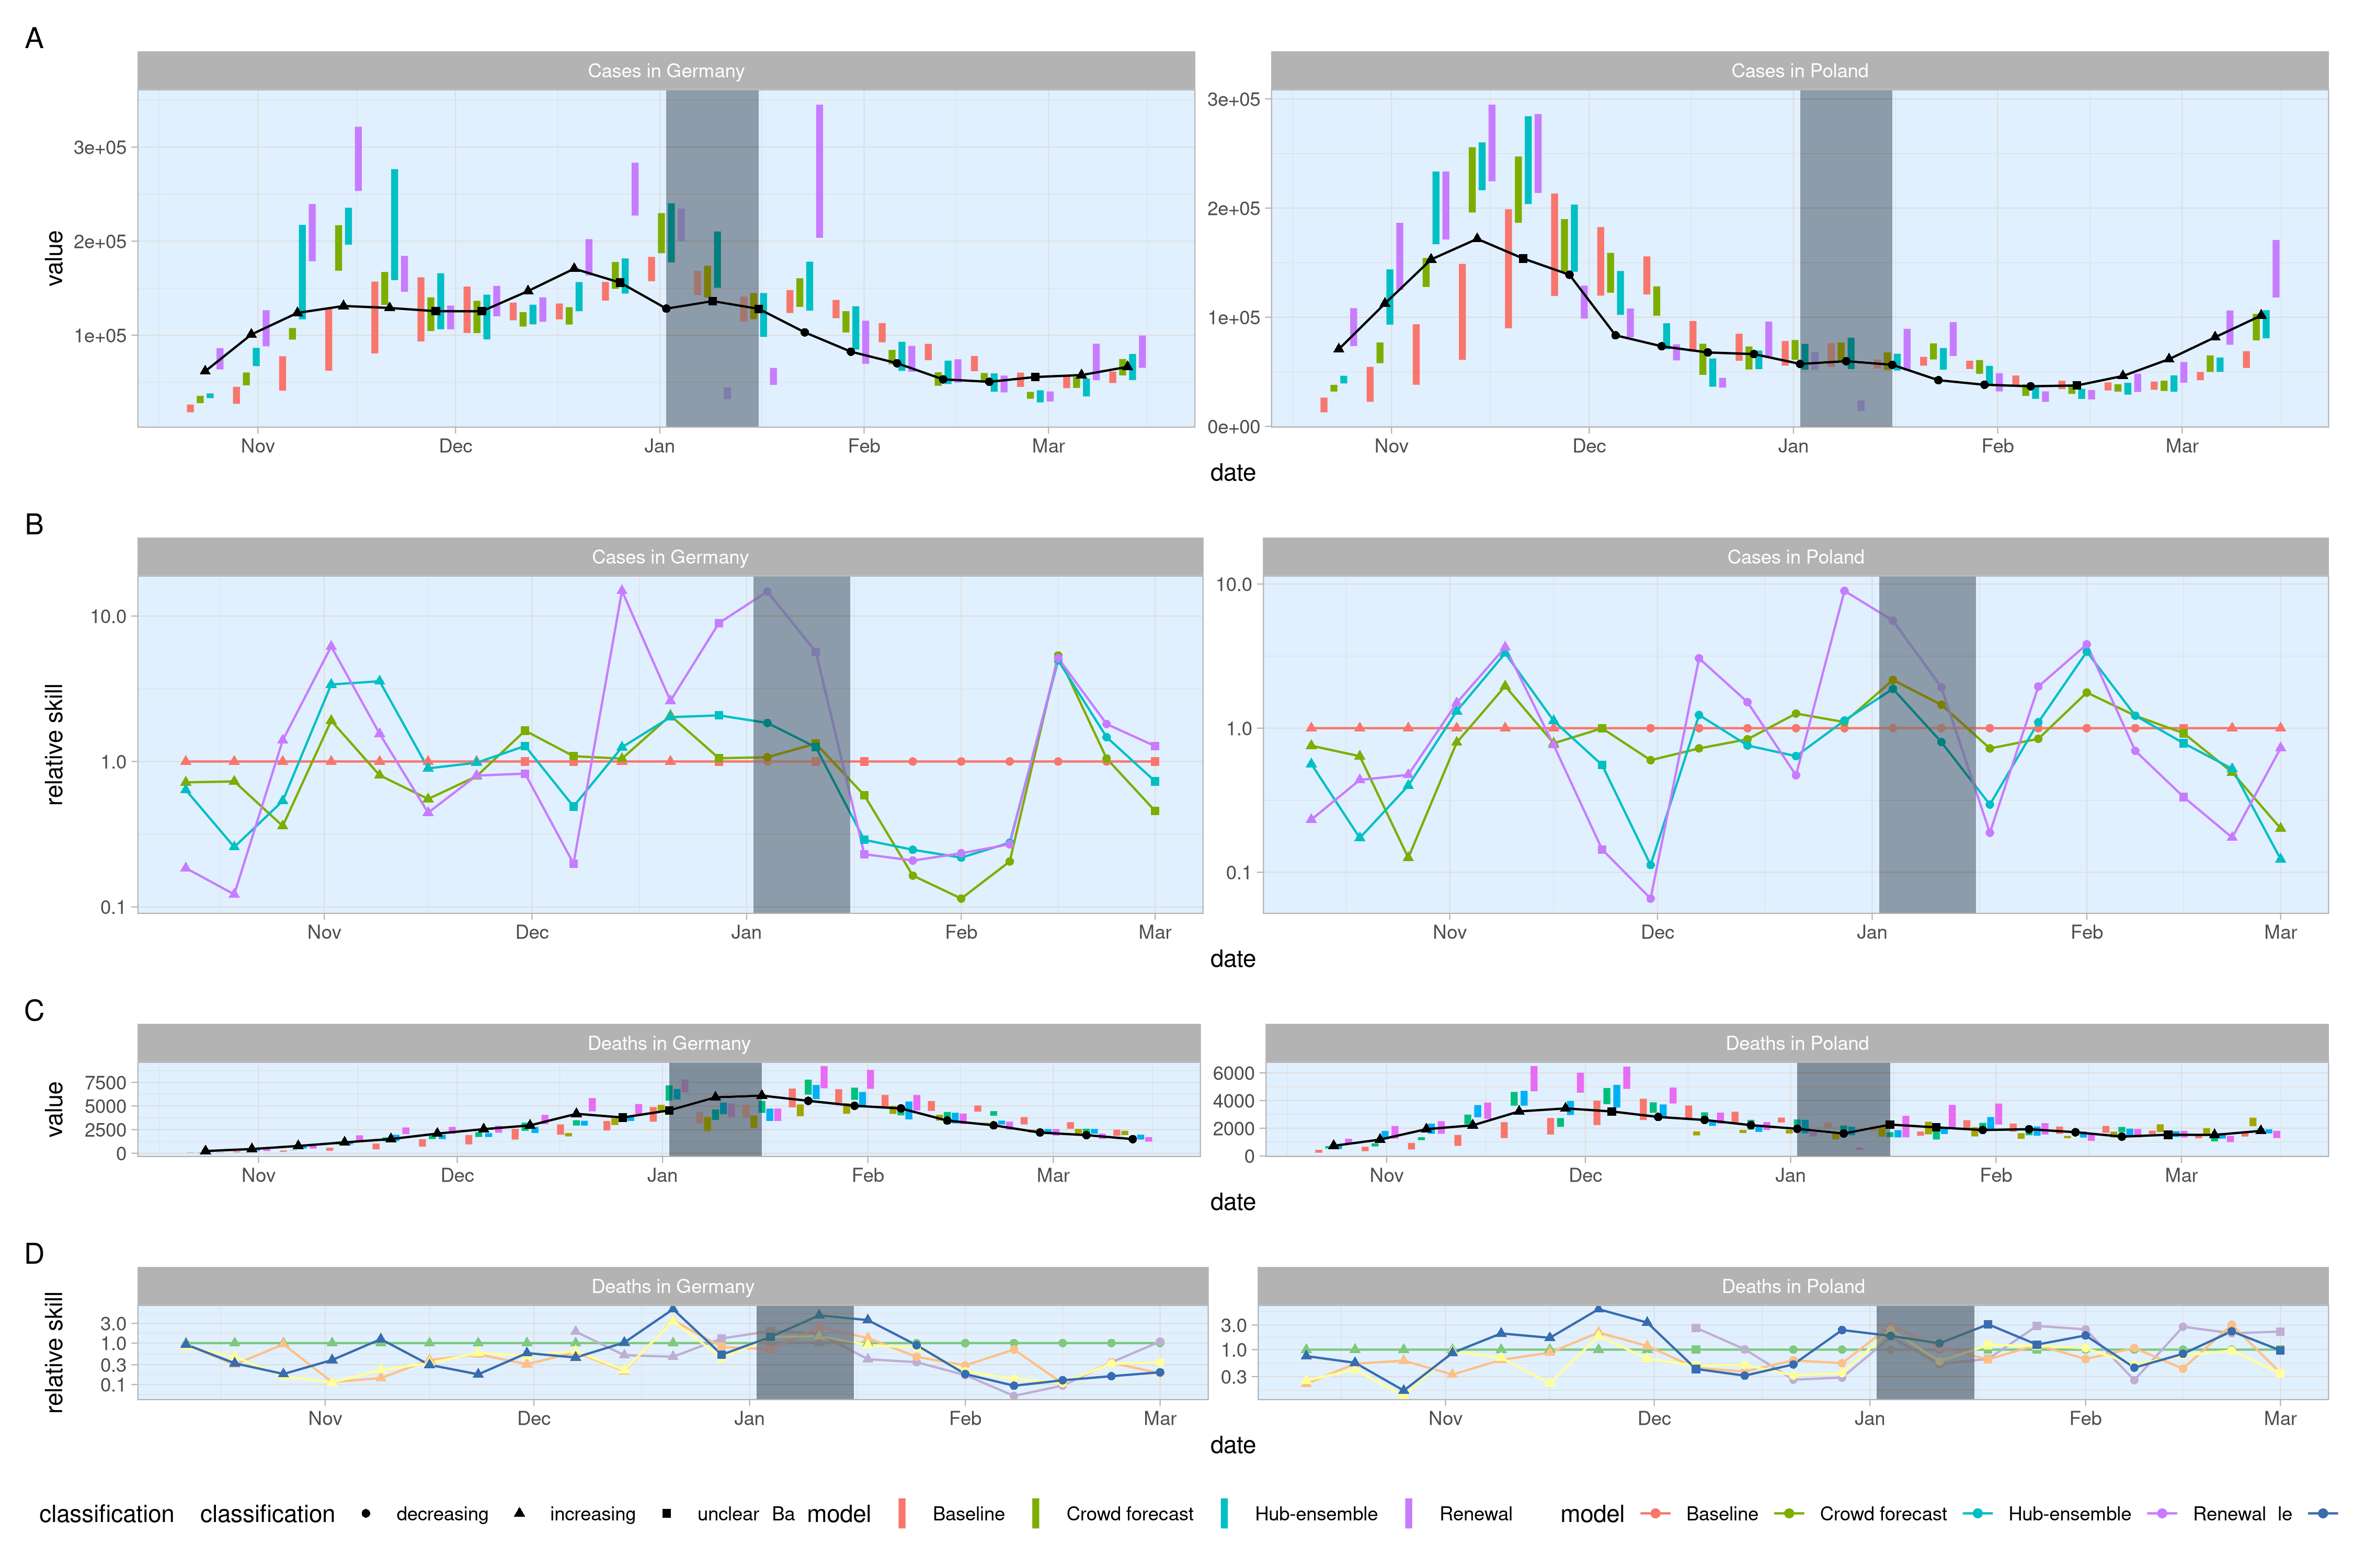 A
Cases in Germany
Cases in Poland
value
3e+05
2e+05
1e+05
3e+05
2e+05
1e+05
0e+00
Nov Dec Jan Feb Mar
Nov Dec Jan Feb Mar
date
B
Cases in Germany
Cases in Poland
relative skill
10.0
1.0
0.1
10.0
1.0
0.1
Nov Dec Jan Feb Mar
Nov Dec Jan Feb Mar
date
C
Deaths in Germany
Deaths in Poland
value
7500
5000
2500
0
6000
4000
2000
0
Nov Dec Jan Feb Mar
Nov Dec Jan Feb Mar
date
D
Deaths in Germany
Deaths in Poland
relative skill
3.0
1.0
0.3
0.1
3.0
1.0
0.3
Nov Dec Jan Feb Mar
Nov Dec Jan Feb Mar
date
classification classification decreasing increasing unclear Ba model Baseline Crowd forecast Hub-ensemble Renewal model Baseline Crowd forecast Hub-ensemble Renewal le